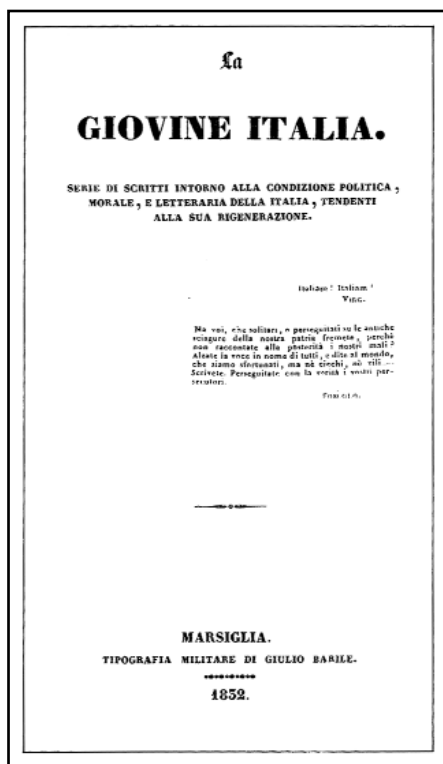 La
GIOVINE ITALIA.
SERIE DI SCRITTI INTORNO ALLA CONDIZIONE POLITICA,
MORALE, E LETTERARIA DELLA ITALIA, TENDENTI
ALLA SUA RIGENERAZIONE.
Italiam! Italiam!
VIRG.
Ma voi, che solitari, o perseguitati su le antiche
sciagure della nostra patria fremete, perchè
non raccontate alla posterità i nostri mali?
Alzate la voce in nome di tutti, e dite al mondo,
che siamo sfortunati, ma nè ciechi, nè vili —
Scrivete. Perseguitate con la verità i vostri per-
secutori.
MARSIGLIA.
TIPOGRAFIA MILITARE DI GIULIO BARILE.
1832.